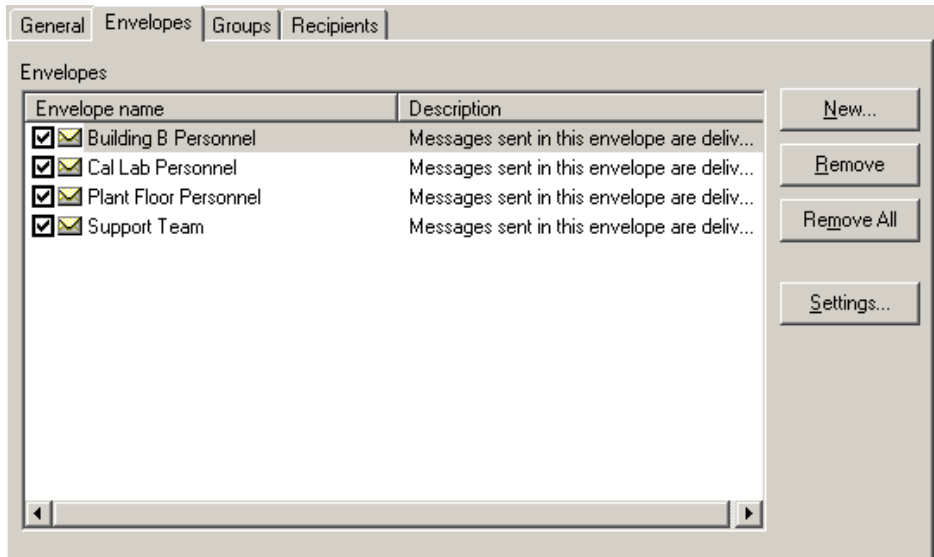 General Envelopes Groups Recipients
Envelopes
Envelope name Description
Building B Personnel Messages sent in this envelope are deliv...
Cal Lab Personnel Messages sent in this envelope are deliv...
Plant Floor Personnel Messages sent in this envelope are deliv...
Support Team Messages sent in this envelope are deliv...
New...
Remove
Remove All
Settings...